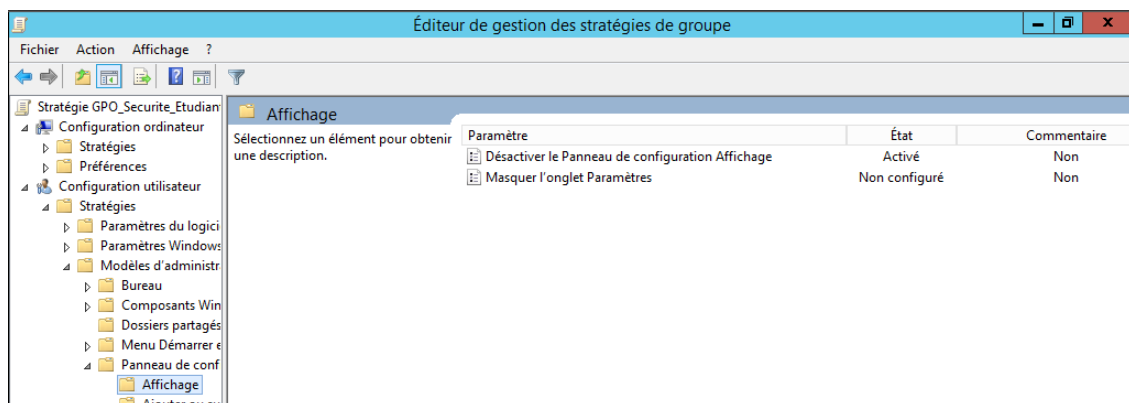 Éditeur de gestion des stratégies de groupe
Fichier Action Affichage ?
Stratégie GPO_Securite_Etudian
Configuration ordinateur
Stratégies
Préférences
Configuration utilisateur
Stratégies
Paramètres du logici
Paramètres Windows
Modèles d'administr
Bureau
Composants Win
Dossiers partagés
Menu Démarrer e
Panneau de conf
Affichage
Affichage
Sélectionnez un élément pour obtenir
une description.
Paramètre État Commentaire
Désactiver le Panneau de configuration Affichage Activé Non
Masquer l'onglet Paramètres Non configuré Non